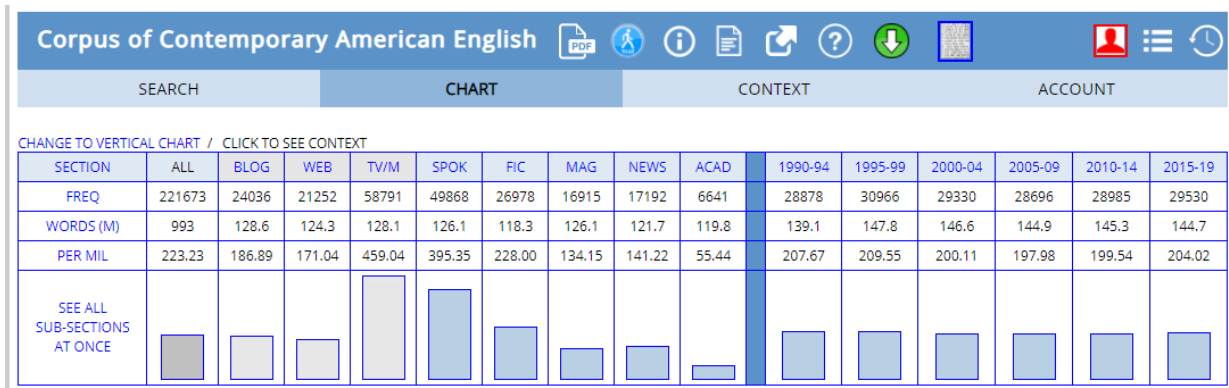 Corpus of Contemporary American English PDF
SEARCH CHART CONTEXT ACCOUNT
CHANGE TO VERTICAL CHART / CLICK TO SEE CONTEXT
SECTION ALL BLOG WEB TV/M SPOK FIC MAG NEWS ACAD 1990-94 1995-99 2000-04 2005-09 2010-14 2015-19
FREQ 221673 24036 21252 58791 49868 26978 16915 17192 6641 28878 30966 29330 28696 28985 29530
WORDS (M) 993 128.6 124.3 128.1 126.1 118.3 126.1 121.7 119.8 139.1 147.8 146.6 144.9 145.3 144.7
PER MIL 223.23 186.89 171.04 459.04 395.35 228.00 134.15 141.22 55.44 207.67 209.55 200.11 197.98 199.54 204.02
SEE ALL
SUB-SECTIONS
AT ONCE